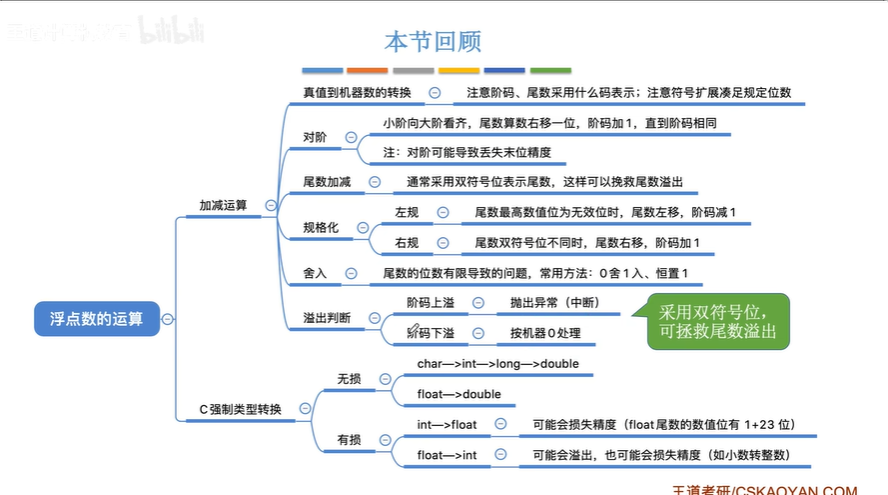 bilibili
本节回顾
真值到机器数的转换
注意阶码、尾数采用什么码表示；注意符号扩展凑足规定位数
对阶
小阶向大阶看齐，尾数算数右移一位，阶码加1，直到阶码相同
注：对阶可能导致丢失末位精度
尾数加减
通常采用双符号位表示尾数，这样可以挽救尾数溢出
加减运算
规格化
左规
尾数最高数值位为无效位时，尾数左移，阶码减1
右规
尾数双符号位不同时，尾数右移，阶码加1
舍入
尾数的位数有限导致的问题，常用方法：0舍1入、恒置1
溢出判断
阶码上溢
抛出异常（中断）
阶码下溢
按机器0处理
采用双符号位，
可拯救尾数溢出
浮点数的运算
C强制类型转换
无损
char—>int—>long—>double
float—>double
有损
int—>float
可能会损失精度（float尾数的数值位有 1+23 位）
float—>int
可能会溢出，也可能会损失精度（如小数转整数）
王道考研/CSKAOYAN.COM